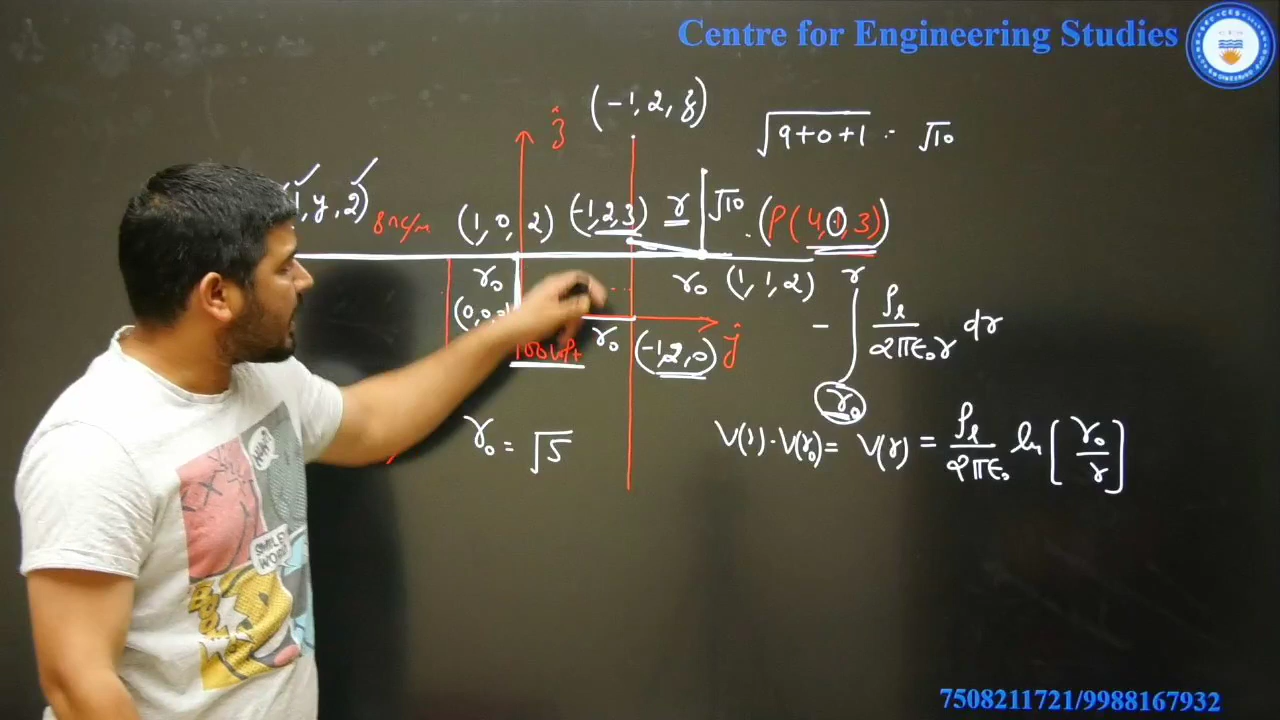 Centre for Engineering Studies
(-1, 2, z)
ẑ
√9+0+1 = √10
1, y, 2)
8nc/m
(1, 0, 2)
(-1, 2, 3)
r
√10
(P(4, 0, 3))
r₀
r₀
(1, 1, 2)
- ∫ r r₀ ρℓ/2πϵ₀r dr
(0, 0,
100volt
r₀
(-1, 2, 0)
ŷ
r₀ = √5
V(r) - V(r₀) = V(r) = ρℓ/2πϵ₀ ln[r₀/r]
7508211721/9988167932